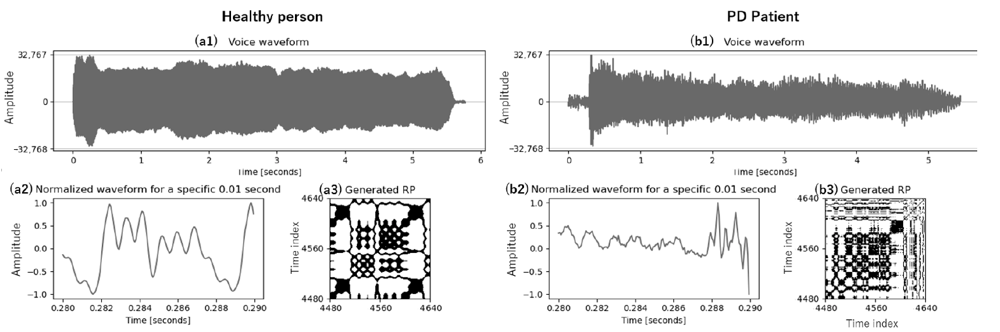 Healthy person
PD Patient
(a1) Voice waveform
(b1) Voice waveform
32,767
0
−32,768
Amplitude
0 1 2 3 4 5 6
Time [seconds]
32,767
0
−32,768
Amplitude
0 1 2 3 4 5
Time [seconds]
(a2) Normalized waveform for a specific 0.01 second
1.0
0.5
0.0
−0.5
−1.0
Amplitude
0.280 0.282 0.284 0.286 0.288 0.290
Time [seconds]
(a3) Generated RP
4640
4560
4480
Time index
4480 4560 4640
(b2) Normalized waveform for a specific 0.01 second
1.0
0.5
0.0
−0.5
−1.0
Amplitude
0.280 0.282 0.284 0.286 0.288 0.290
Time [seconds]
(b3) Generated RP
4640
4560
4480
Time index
4480 4560 4640
Time index